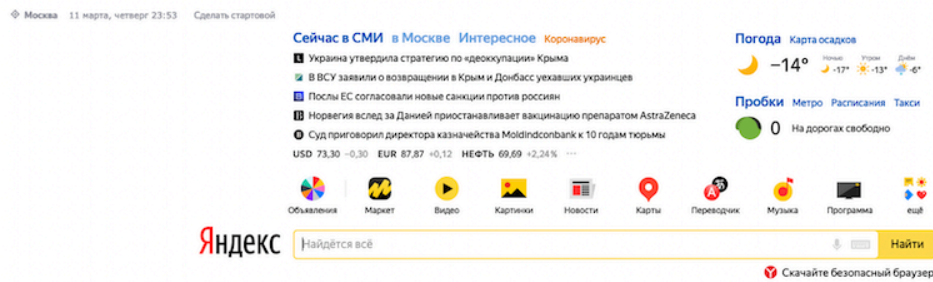 Москва 11 марта, четверг 23:53 Сделать стартовой
Сейчас в СМИ в Москве Интересное Коронавирус
Украина утвердила стратегию по «деоккупации» Крыма
В ВСУ заявили о возвращении в Крым и Донбасс уехавших украинцев
Послы ЕС согласовали новые санкции против россиян
Норвегия вслед за Данией приостанавливает вакцинацию препаратом AstraZeneca
Суд приговорил директора казначейства Moldindconbank к 10 годам тюрьмы
USD 73,30 -0,30 EUR 87,87 +0,12 НЕФТЬ 69,69 +2,24% ···
Погода Карта осадков
-14° Ночью -17° Утром -13° Днём -6°
Пробки Метро Расписания Такси
0 На дорогах свободно
Объявления Маркет Видео Картинки Новости Карты Переводчик Музыка Программа ещё
Яндекс Найдётся всё Найти
Скачайте безопасный браузер